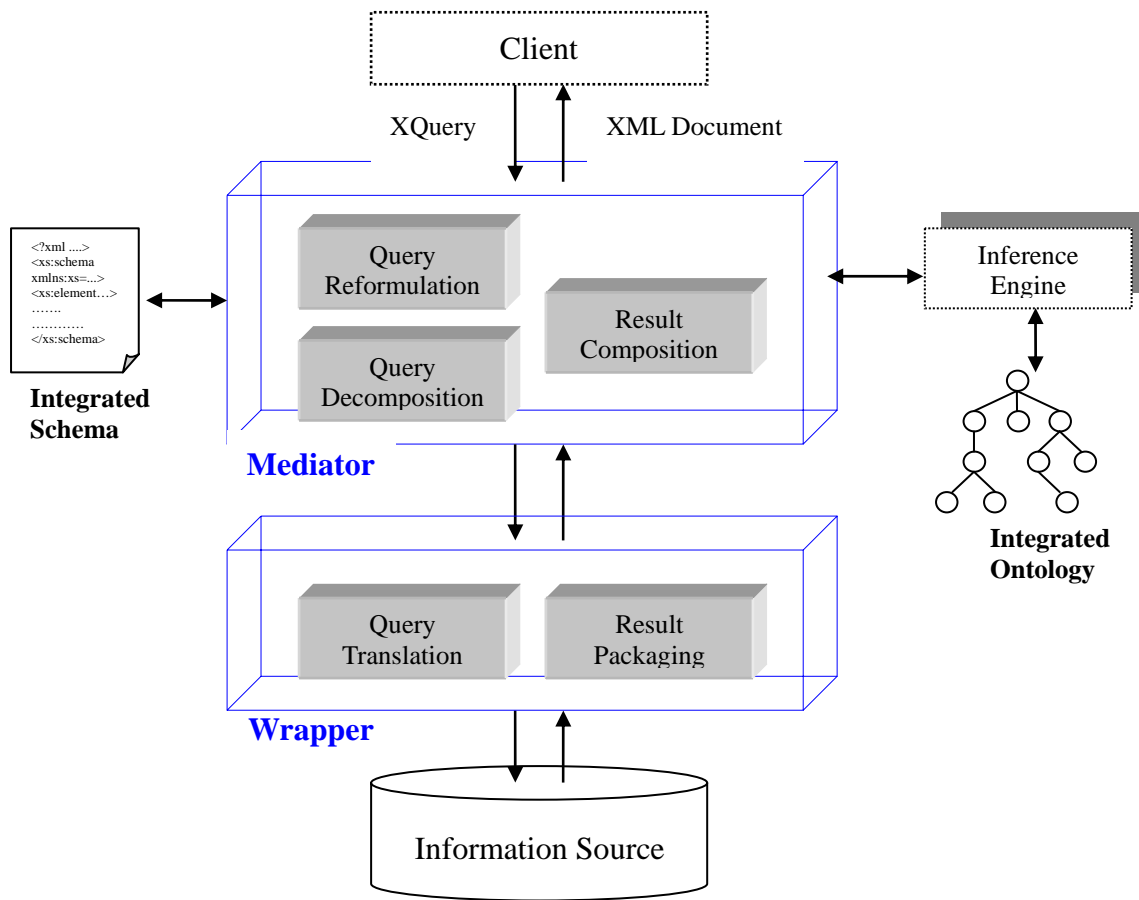 Client
XQuery
XML Document
<?xml ....>
<xs:schema
xmlns:xs=...>
<xs:element…>
…….
…………
</xs:schema>
Integrated
Schema
Query
Reformulation
Query
Decomposition
Result
Composition
Mediator
Inference
Engine
Integrated
Ontology
Query
Translation
Result
Packaging
Wrapper
Information Source